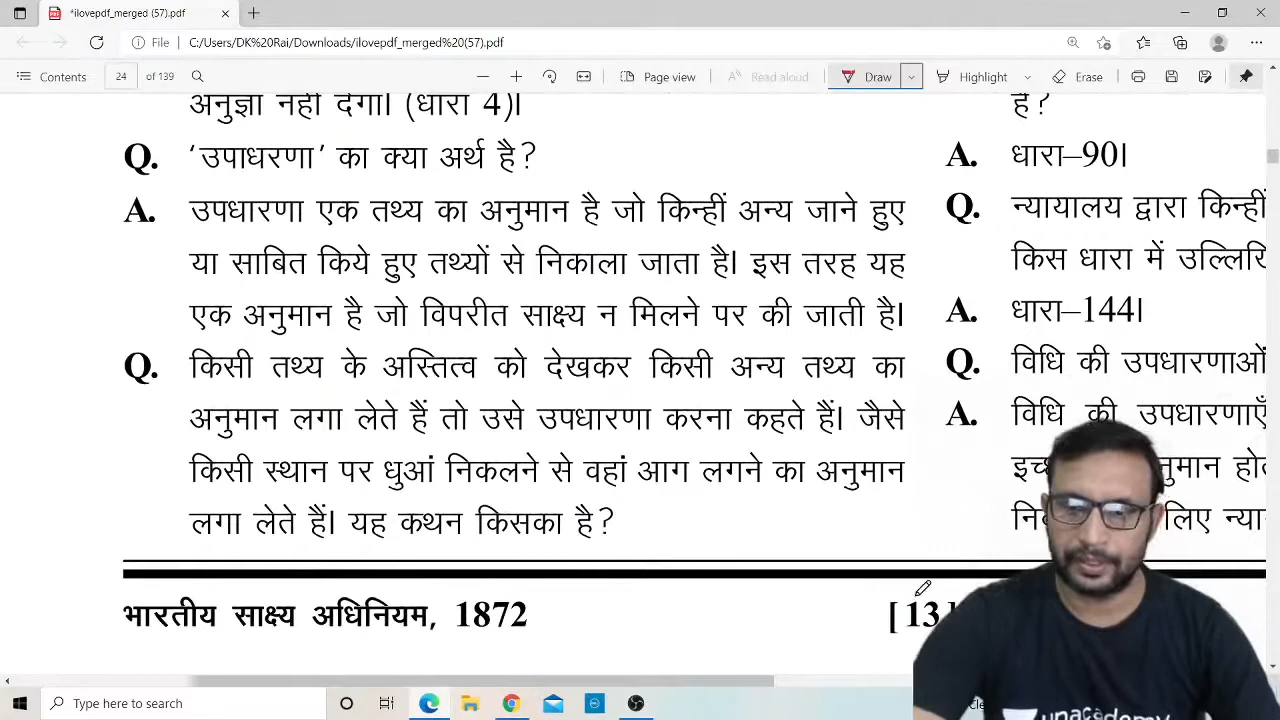 *ilovepdf_merged (57).pdf
File C:/Users/DK%20Rai/Downloads/ilovepdf_merged%20(57).pdf
Contents 24 of 139 Page view Read aloud Draw Highlight Erase
अनुज्ञा नहीं देगा। (धारा 4)।
Q. 'उपाधरणा' का क्या अर्थ है?
A. उपधारणा एक तथ्य का अनुमान है जो किन्हीं अन्य जाने हुए
या साबित किये हुए तथ्यों से निकाला जाता है। इस तरह यह
एक अनुमान है जो विपरीत साक्ष्य न मिलने पर की जाती है।
Q. किसी तथ्य के अस्तित्व को देखकर किसी अन्य तथ्य का
अनुमान लगा लेते हैं तो उसे उपधारणा करना कहते हैं। जैसे
किसी स्थान पर धुआं निकलने से वहां आग लगने का अनुमान
लगा लेते हैं। यह कथन किसका है?
भारतीय साक्ष्य अधिनियम, 1872 [13]
है?
A. धारा–90।
Q. न्यायालय द्वारा किन्हीं
किस धारा में
A. धारा–144।
Q. विधि की उपधारणाओं
A. विधि की उपधारणाएँ
लिए
unacademy
Type here to search